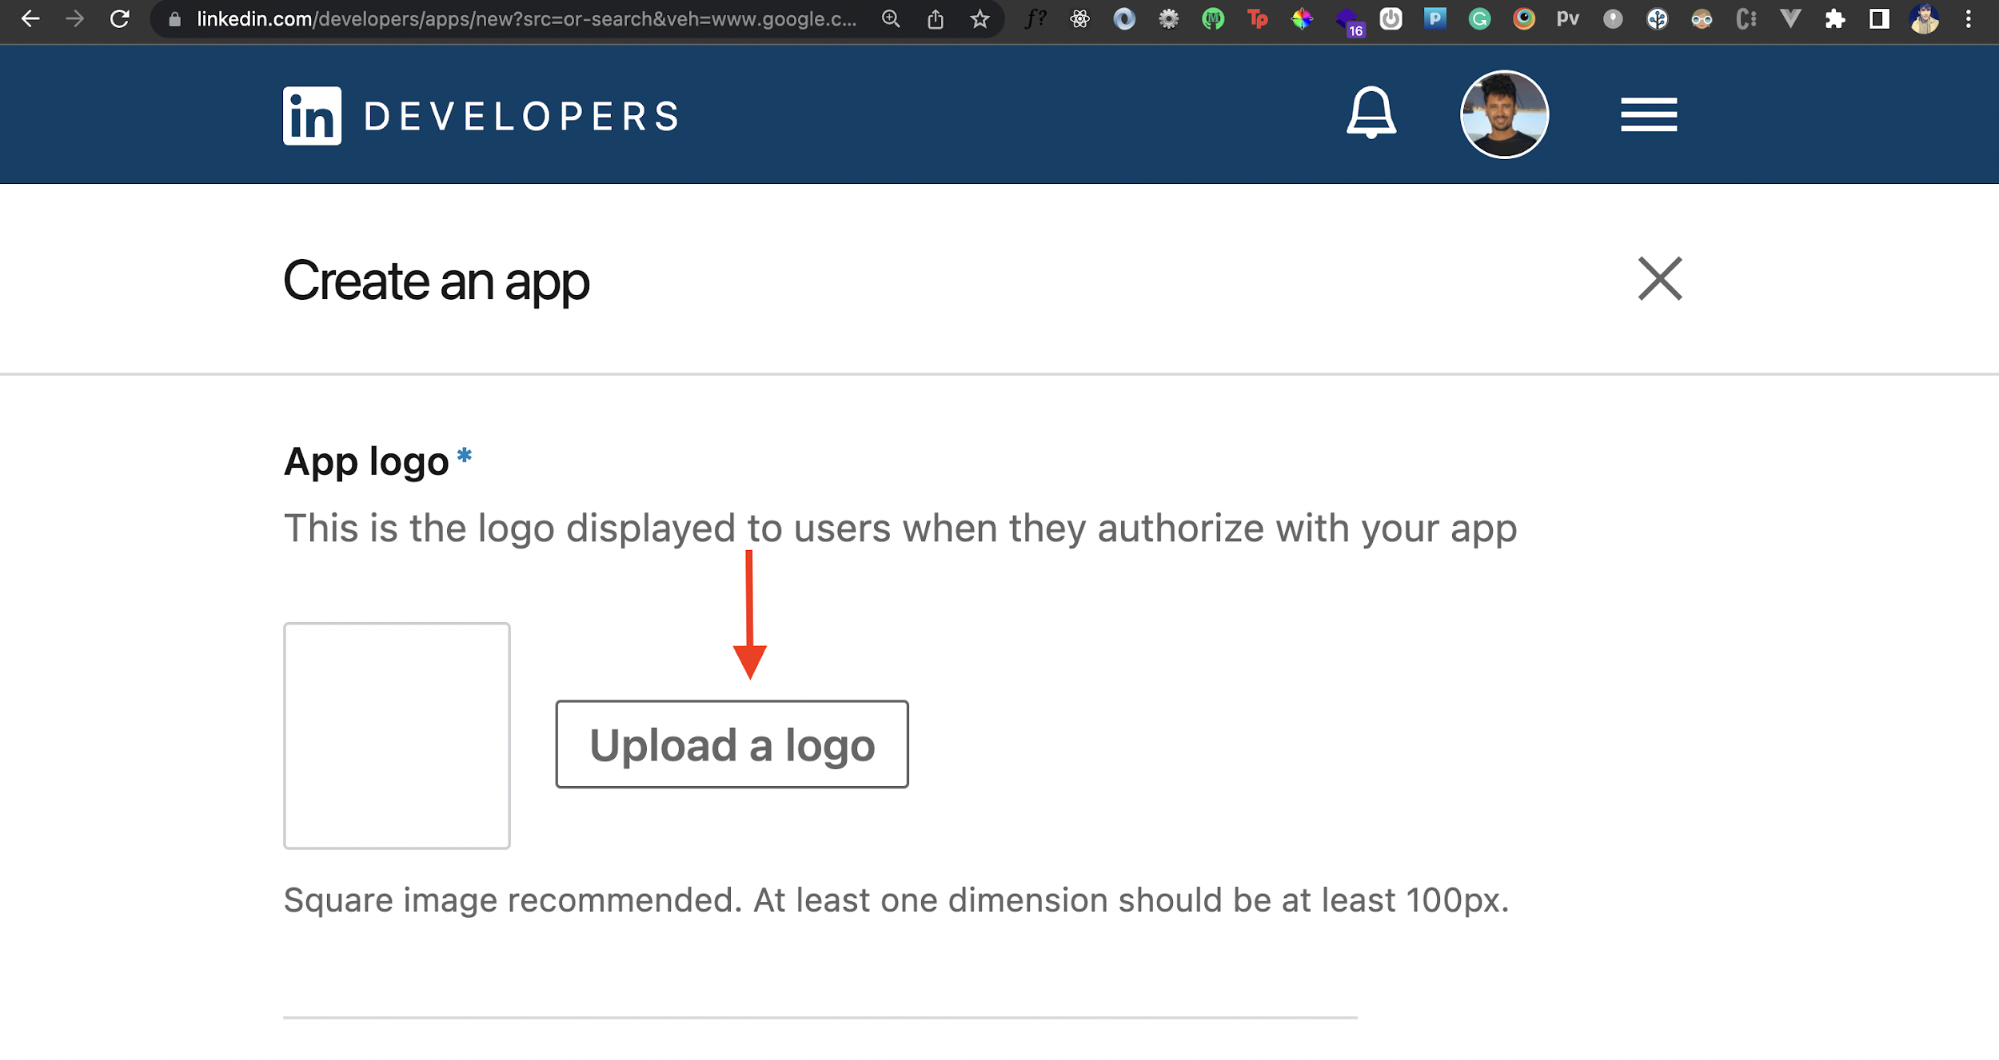 linkedin.com/developers/apps/new?src=or-search&veh=www.google.c...
f?
M
Tp
16
P
G
pv
in DEVELOPERS
Create an app
App logo *
This is the logo displayed to users when they authorize with your app
Upload a logo
Square image recommended. At least one dimension should be at least 100px.